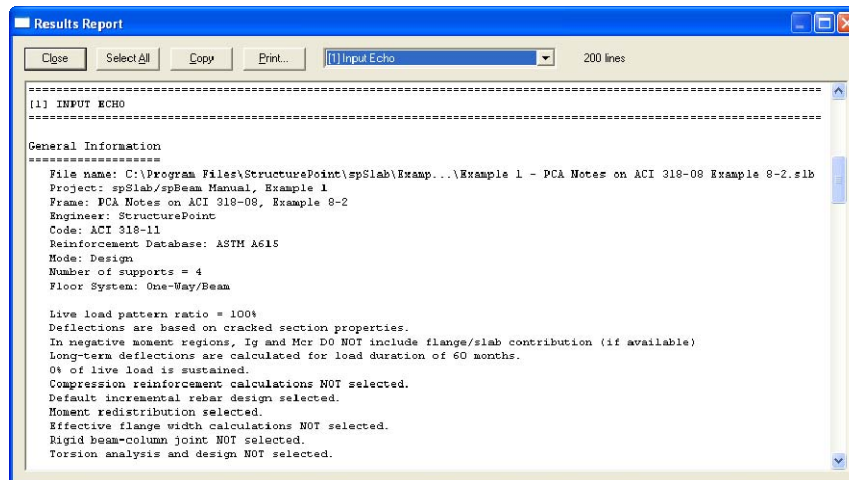 Results Report
Close Select All Copy Print... [1] Input Echo 200 lines
==========================================================================================
[1] INPUT ECHO
==========================================================================================
General Information
===================
File name: C:\Program Files\StructurePoint\spSlab\Examp...\Example 1 - PCA Notes on ACI 318-08 Example 8-2.slb
Project: spSlab/spBeam Manual, Example 1
Frame: PCA Notes on ACI 318-08, Example 8-2
Engineer: StructurePoint
Code: ACI 318-11
Reinforcement Database: ASTM A615
Mode: Design
Number of supports = 4
Floor System: One-Way/Beam
Live load pattern ratio = 100%
Deflections are based on cracked section properties.
In negative moment regions, Ig and Mcr DO NOT include flange/slab contribution (if available)
Long-term deflections are calculated for load duration of 60 months.
0% of live load is sustained.
Compression reinforcement calculations NOT selected.
Default incremental rebar design selected.
Moment redistribution selected.
Effective flange width calculations NOT selected.
Rigid beam-column joint NOT selected.
Torsion analysis and design NOT selected.